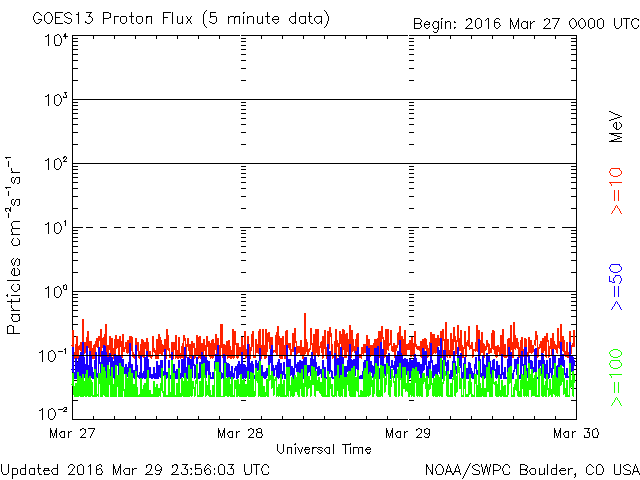 GOES13 Proton Flux (5 minute data)
Begin: 2016 Mar 27 0000 UTC
Particles cm⁻²s⁻¹sr⁻¹
10⁴
10³
10²
10¹
10⁰
10⁻¹
10⁻²
Mar 27
Mar 28
Mar 29
Mar 30
Universal Time
MeV
>=10
>=50
>=100
Updated 2016 Mar 29 23:56:03 UTC
NOAA/SWPC Boulder, CO USA